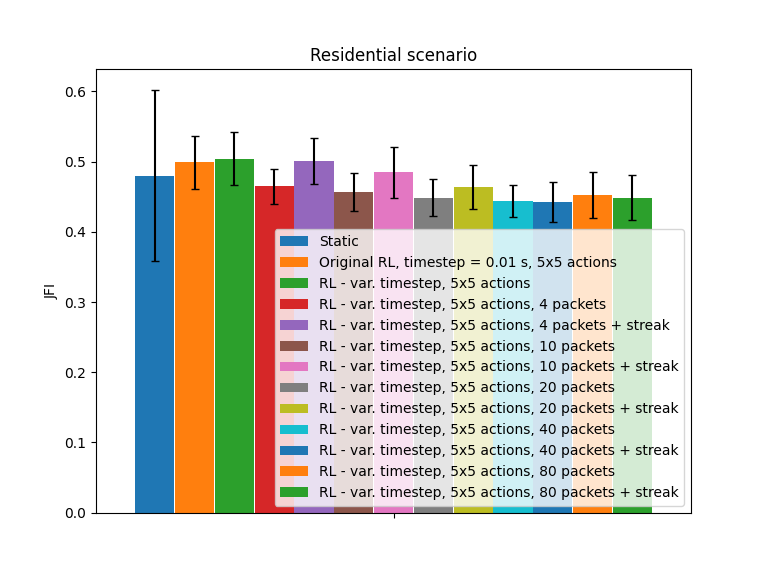 Residential scenario
0.6
0.5
0.4
0.3
0.2
0.1
0.0
JFI
Static
Original RL, timestep = 0.01 s, 5x5 actions
RL - var. timestep, 5x5 actions
RL - var. timestep, 5x5 actions, 4 packets
RL - var. timestep, 5x5 actions, 4 packets + streak
RL - var. timestep, 5x5 actions, 10 packets
RL - var. timestep, 5x5 actions, 10 packets + streak
RL - var. timestep, 5x5 actions, 20 packets
RL - var. timestep, 5x5 actions, 20 packets + streak
RL - var. timestep, 5x5 actions, 40 packets
RL - var. timestep, 5x5 actions, 40 packets + streak
RL - var. timestep, 5x5 actions, 80 packets
RL - var. timestep, 5x5 actions, 80 packets + streak